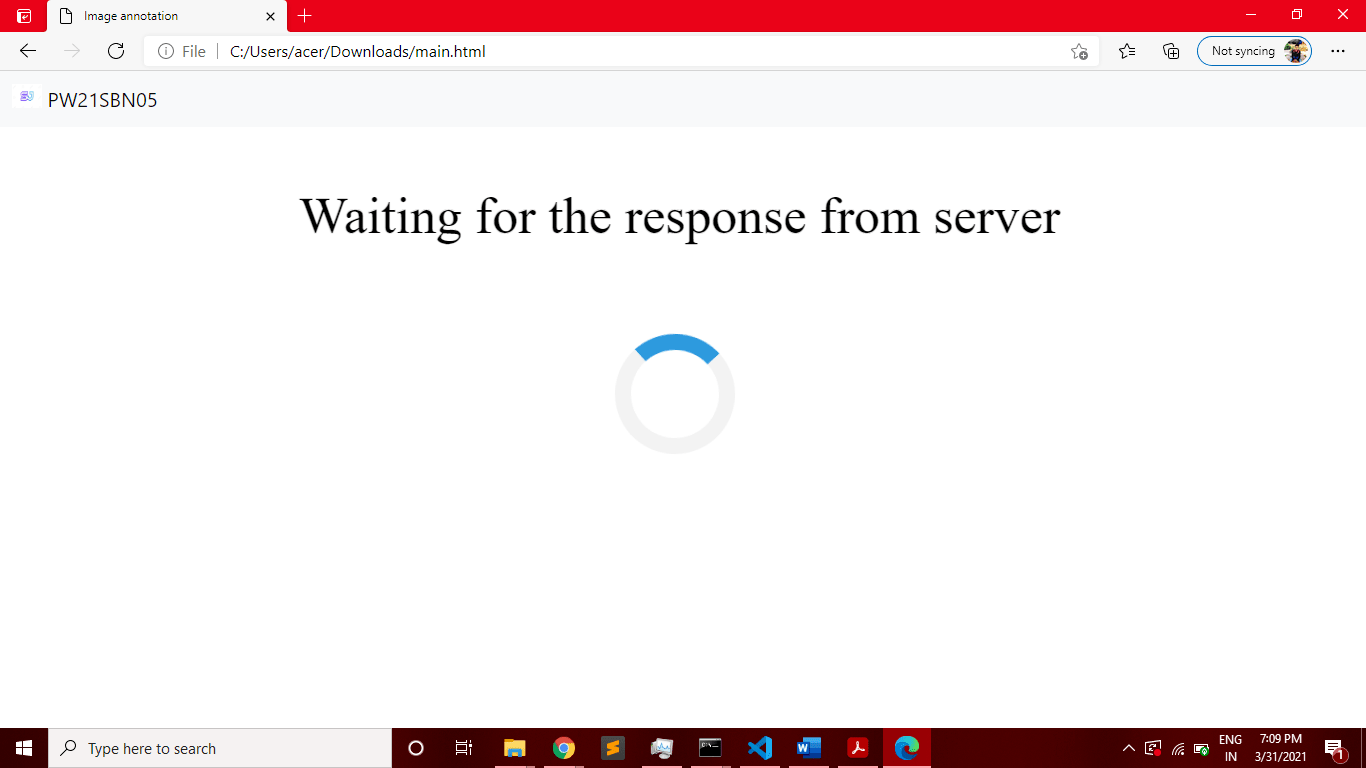 Image annotation
File
C:/Users/acer/Downloads/main.html
Not syncing
PW21SBN05
Waiting for the response from server
Type here to search
ENG
IN
7:09 PM
3/31/2021
1